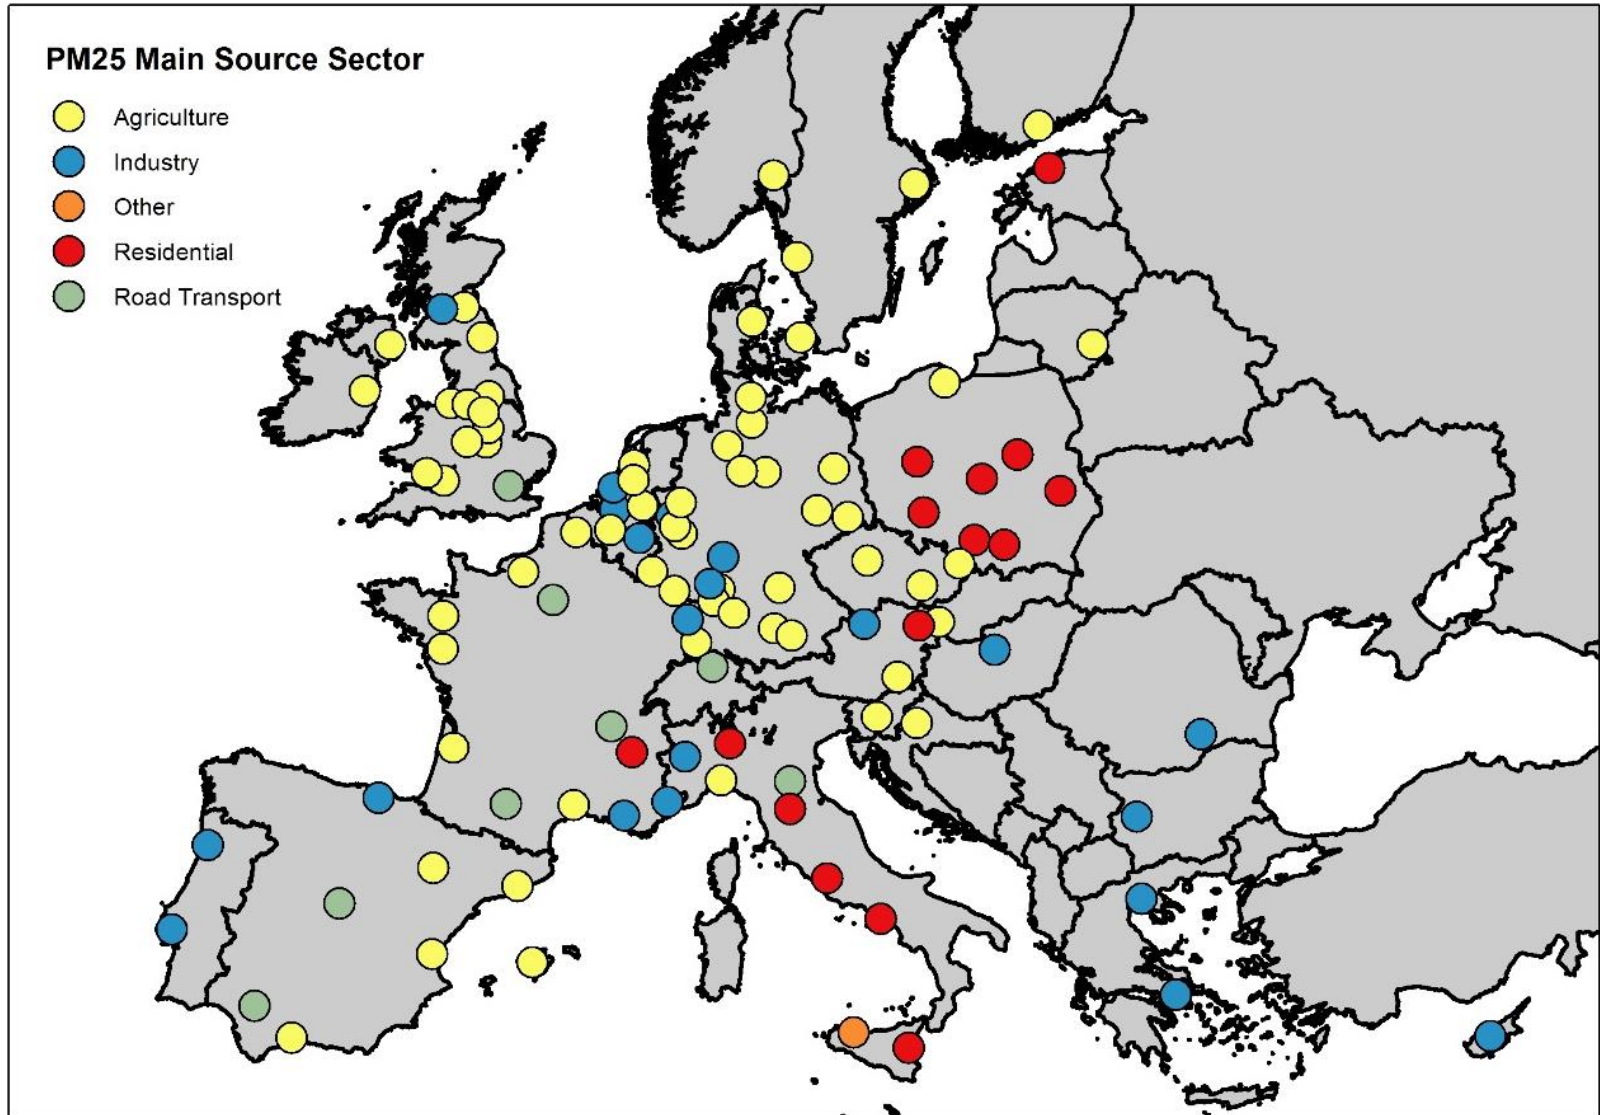 PM25 Main Source Sector
Agriculture
Industry
Other
Residential
Road Transport